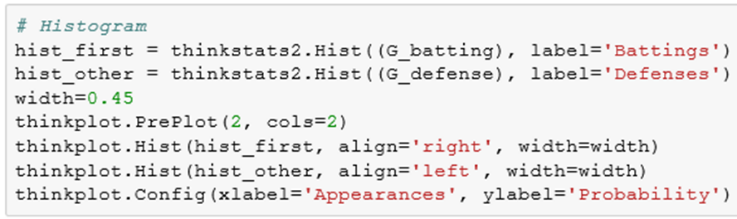 # Histogram
hist_first = thinkstats2.Hist((G_batting), label='Battings')
hist_other = thinkstats2.Hist((G_defense), label='Defenses')
width=0.45
thinkplot.PrePlot(2, cols=2)
thinkplot.Hist(hist_first, align='right', width=width)
thinkplot.Hist(hist_other, align='left', width=width)
thinkplot.Config(xlabel='Appearances', ylabel='Probability')